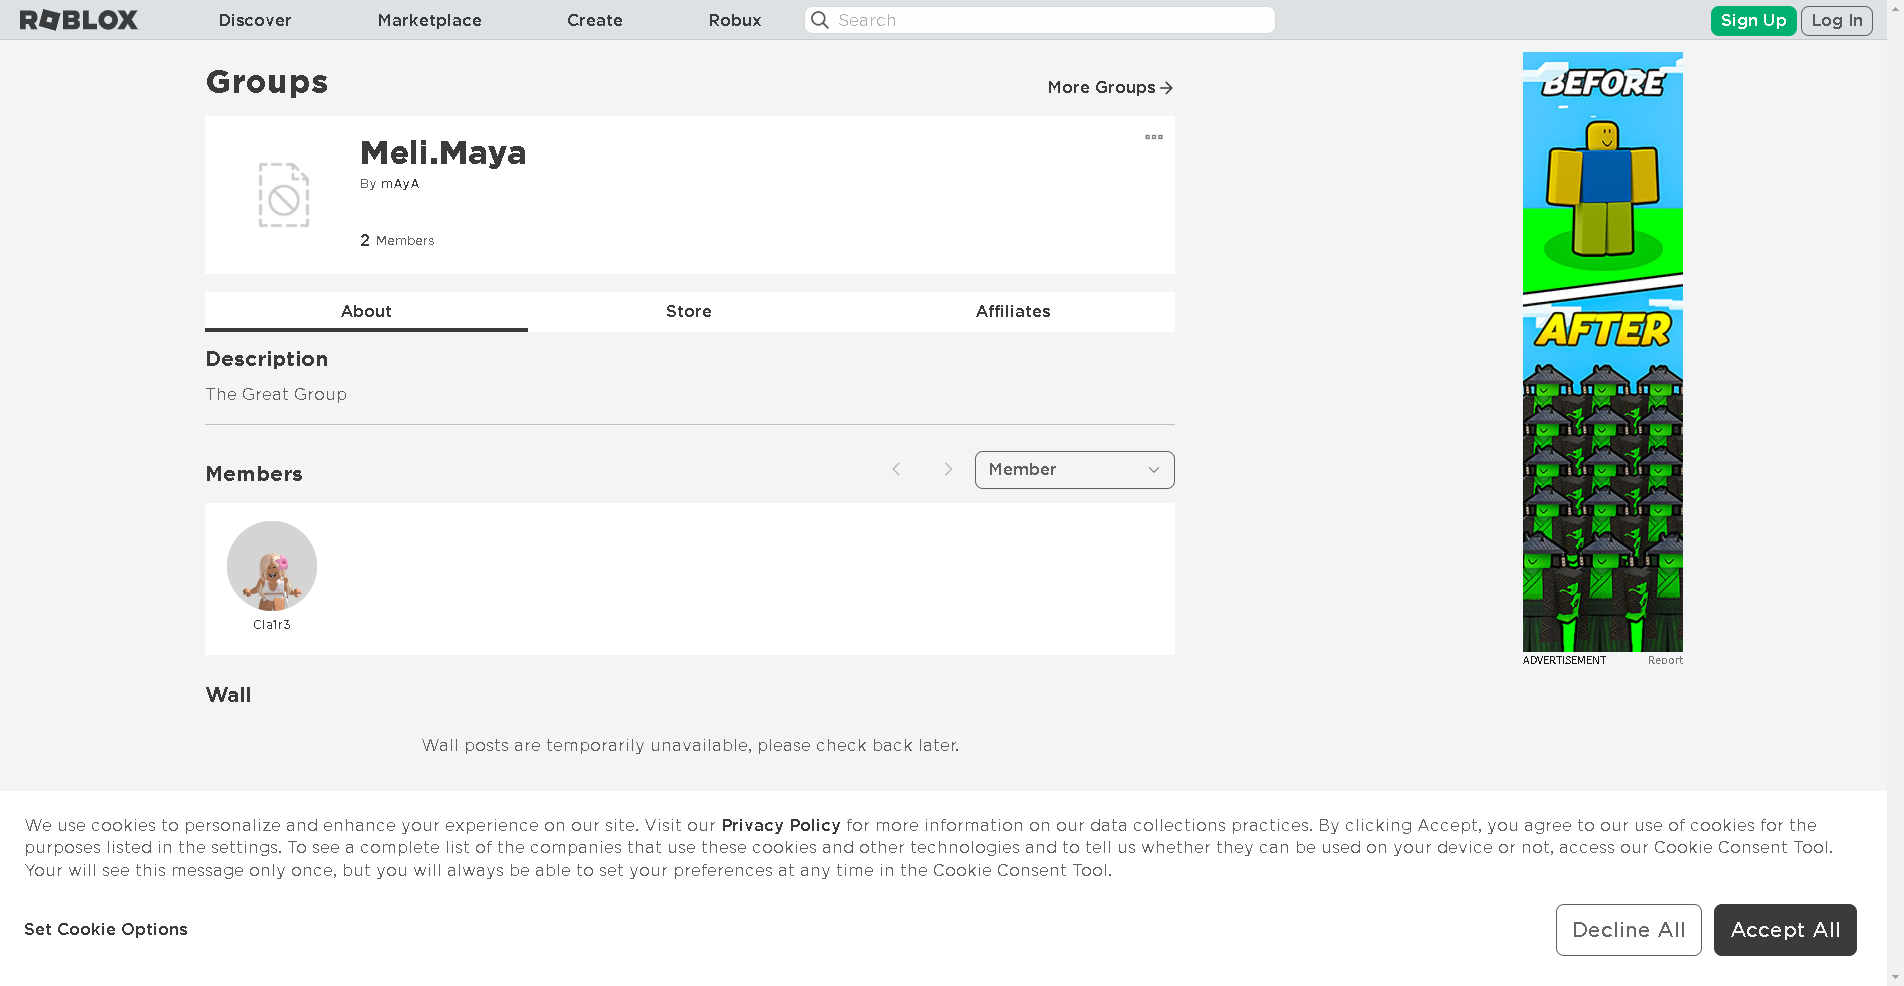 ROBLOX
Discover
Marketplace
Create
Robux
Search
Sign Up
Log In
Groups
More Groups
Meli.Maya
By mAyA
2 Members
About
Store
Affiliates
Description
The Great Group
Members
Member
Cla1r3
Wall
Wall posts are temporarily unavailable, please check back later.
BEFORE
AFTER
ADVERTISEMENT
Report
We use cookies to personalize and enhance your experience on our site. Visit our Privacy Policy for more information on our data collections practices. By clicking Accept, you agree to our use of cookies for the
purposes listed in the settings. To see a complete list of the companies that use these cookies and other technologies and to tell us whether they can be used on your device or not, access our Cookie Consent Tool.
Your will see this message only once, but you will always be able to set your preferences at any time in the Cookie Consent Tool.
Set Cookie Options
Decline All
Accept All